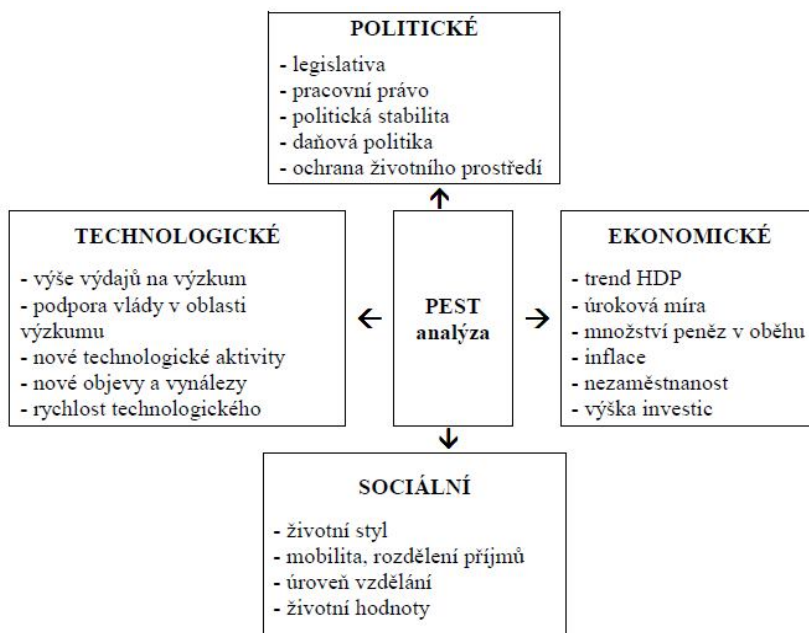 POLITICKÉ
- legislativa
- pracovní právo
- politická stabilita
- daňová politika
- ochrana životního prostředí
TECHNOLOGICKÉ
- výše výdajů na výzkum
- podpora vlády v oblasti
výzkumu
- nové technologické aktivity
- nové objevy a vynálezy
- rychlost technologického
PEST
analýza
EKONOMICKÉ
- trend HDP
- úroková míra
- množství peněz v oběhu
- inflace
- nezaměstnanost
- výška investic
SOCIÁLNÍ
- životní styl
- mobilita, rozdělení příjmů
- úroveň vzdělání
- životní hodnoty